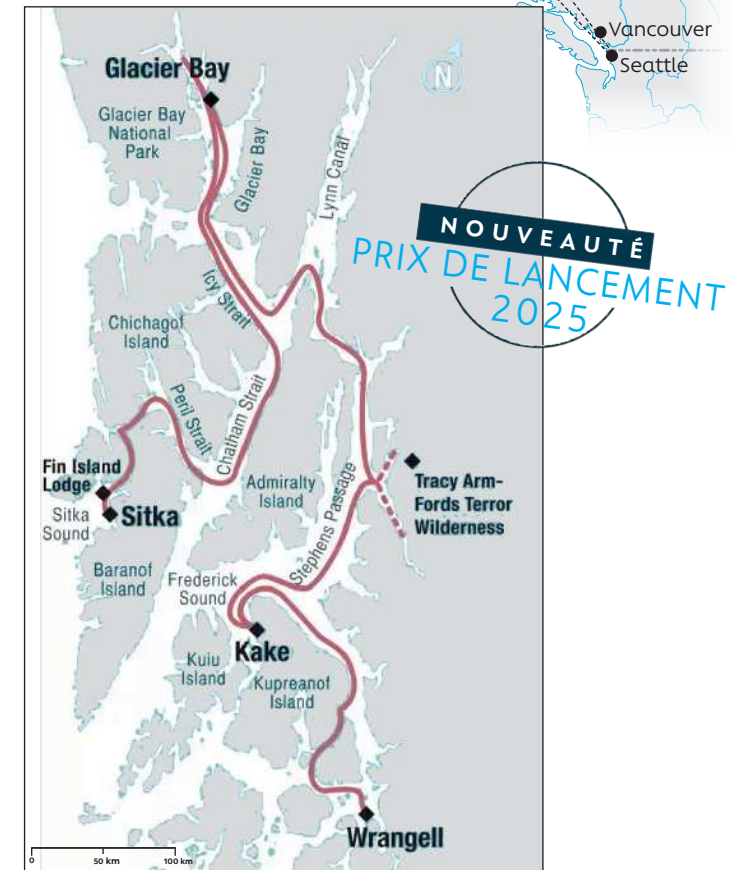 Vancouver
Seattle
Glacier Bay
N
Glacier Bay
National
Park
Glacier Bay
Lynn Canal
NOUVEAUTÉ
PRIX DE LANCEMENT
2025
Icy Strait
Chichagof
Island
Peril Strait
Chatham Strait
Fin Island
Lodge
Sitka
Sitka
Sound
Admiralty
Island
Stephens Passage
Tracy Arm-
Fords Terror
Wilderness
Baranof
Island
Frederick
Sound
Kake
Kuiu
Island
Kupreanof
Island
Wrangell
0 50 km 100 km